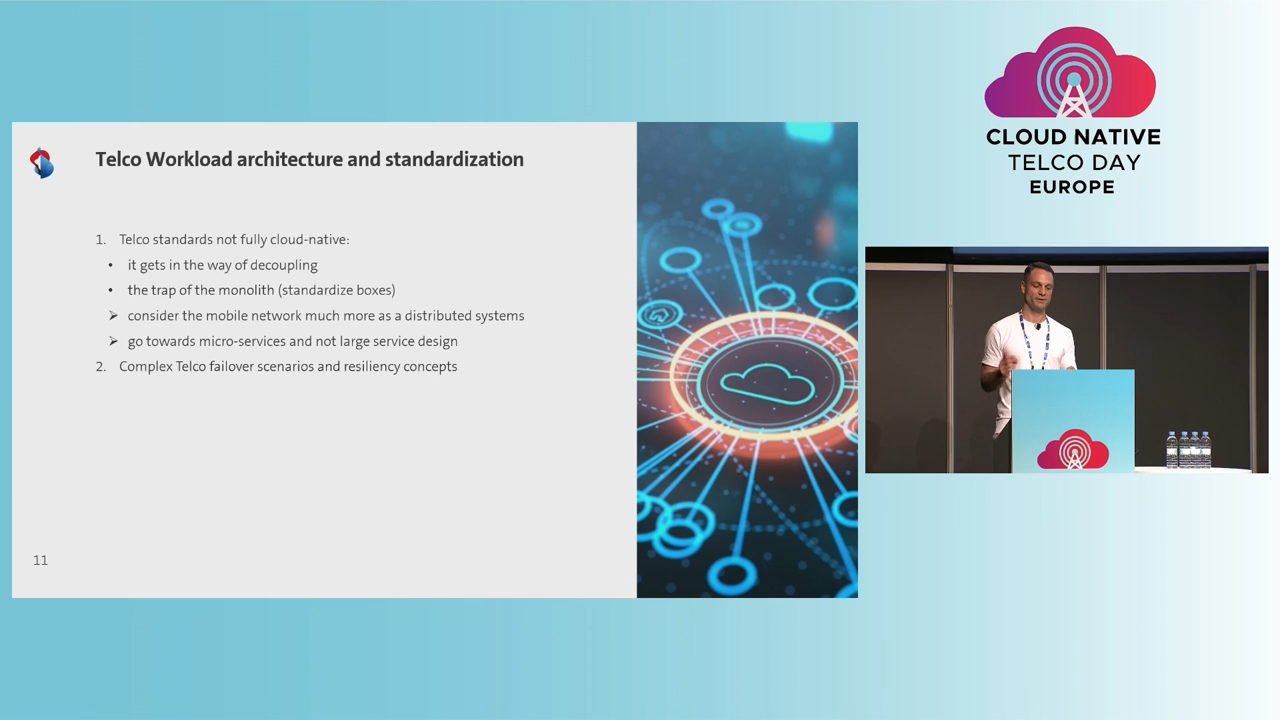 Telco Workload architecture and standardization
1. Telco standards not fully cloud-native:
• it gets in the way of decoupling
• the trap of the monolith (standardize boxes)
➢ consider the mobile network much more as a distributed systems
➢ go towards micro-services and not large service design
2. Complex Telco failover scenarios and resiliency concepts
11
CLOUD NATIVE
TELCO DAY
EUROPE